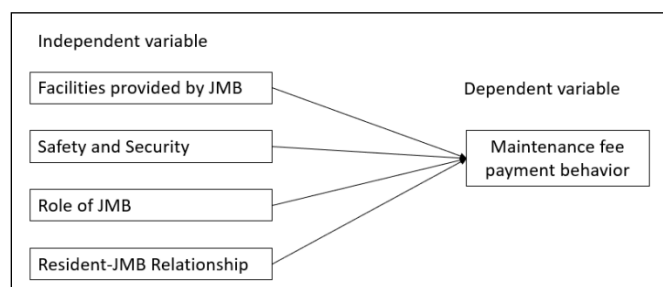 Independent variable
Facilities provided by JMB
Safety and Security
Role of JMB
Resident-JMB Relationship
Dependent variable
Maintenance fee
payment behavior